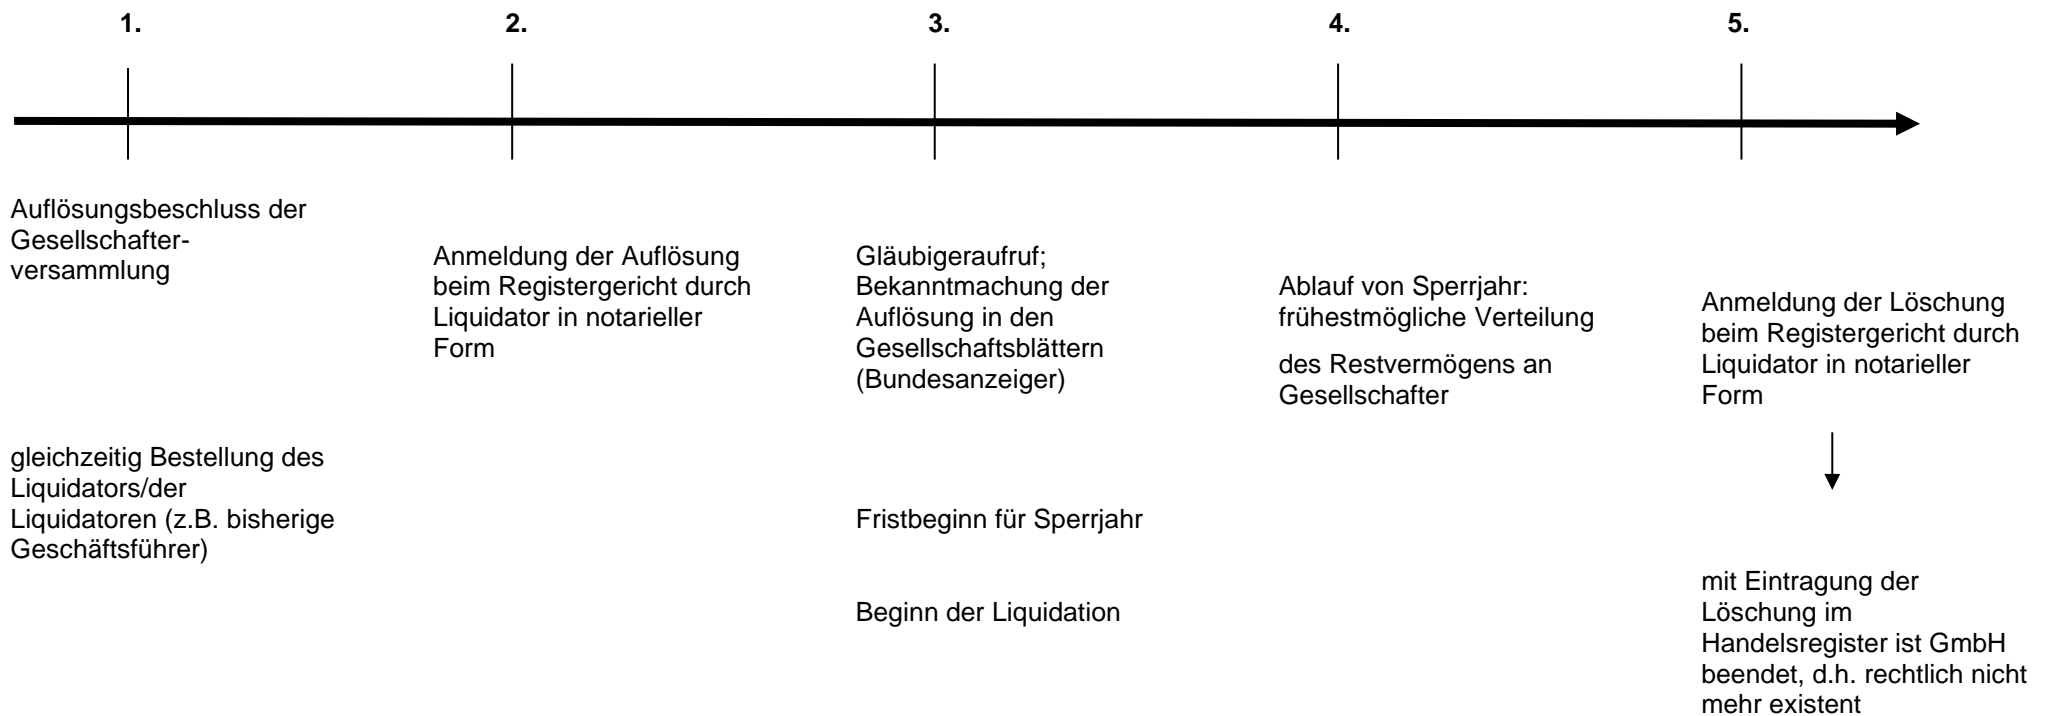 1.
2.
3.
4.
5.
Auflösungsbeschluss der
Gesellschafter-
versammlung
gleichzeitig Bestellung des
Liquidators/der
Liquidatoren (z.B. bisherige
Geschäftsführer)
Anmeldung der Auflösung
beim Registergericht durch
Liquidator in notarieller
Form
Gläubigeraufruf;
Bekanntmachung der
Auflösung in den
Gesellschaftsblättern
(Bundesanzeiger)
Fristbeginn für Sperrjahr
Beginn der Liquidation
Ablauf von Sperrjahr:
frühestmögliche Verteilung
des Restvermögens an
Gesellschafter
Anmeldung der Löschung
beim Registergericht durch
Liquidator in notarieller
Form
mit Eintragung der
Löschung im
Handelsregister ist GmbH
beendet, d.h. rechtlich nicht
mehr existent